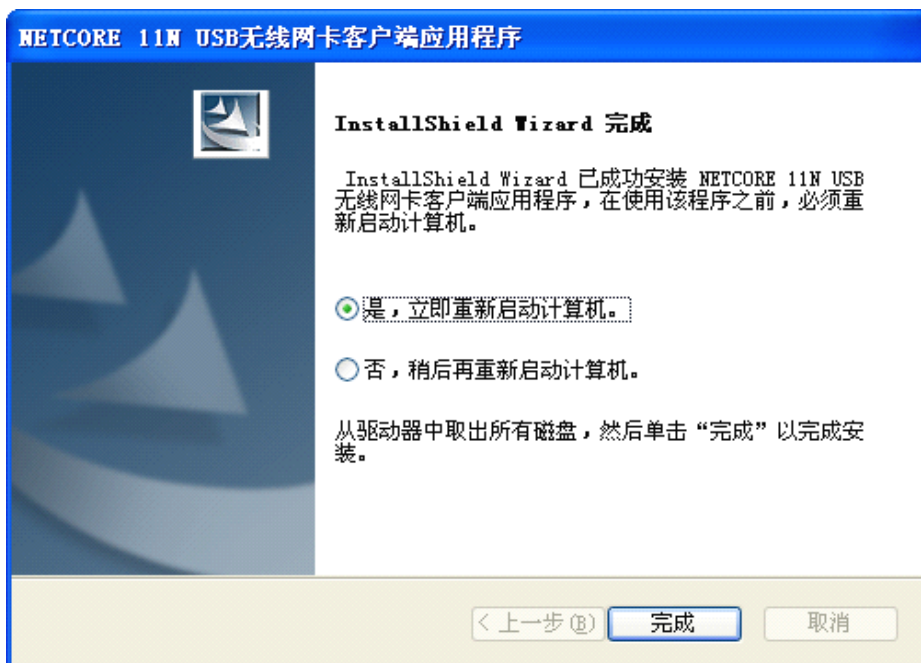 NETCORE 11N USB无线网卡客户端应用程序
InstallShield Wizard 完成
InstallShield Wizard 已成功安装 NETCORE 11N USB
无线网卡客户端应用程序，在使用该程序之前，必须重
新启动计算机。
是，立即重新启动计算机。
否，稍后再重新启动计算机。
从驱动器中取出所有磁盘，然后单击“完成”以完成安
装。
< 上一步(B)
完成
取消